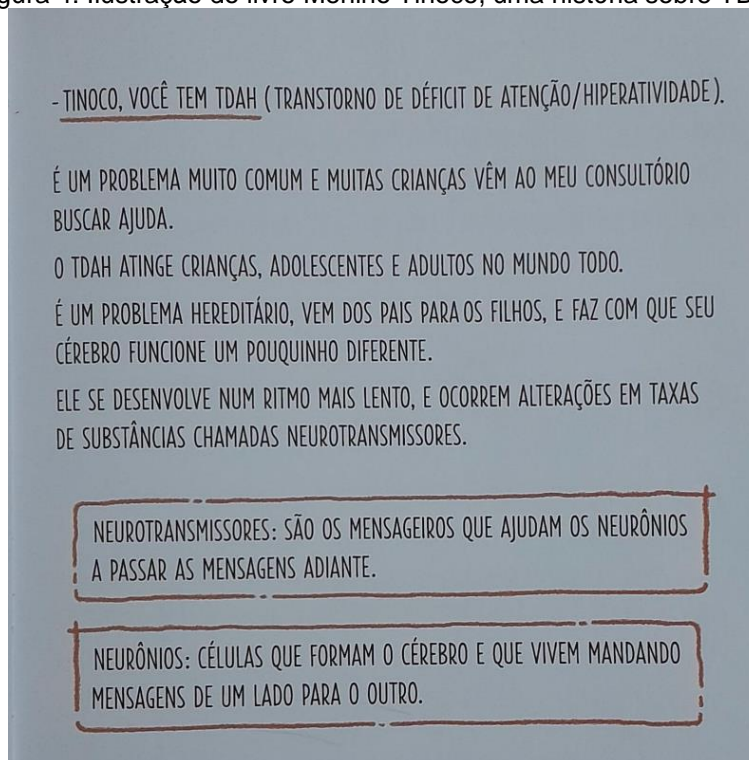 - TINOCO, VOCÊ TEM TDAH (TRANSTORNO DE DÉFICIT DE ATENÇÃO/HIPERATIVIDADE).
É UM PROBLEMA MUITO COMUM E MUITAS CRIANÇAS VÊM AO MEU CONSULTÓRIO
BUSCAR AJUDA.
O TDAH ATINGE CRIANÇAS, ADOLESCENTES E ADULTOS NO MUNDO TODO.
É UM PROBLEMA HEREDITÁRIO, VEM DOS PAIS PARA OS FILHOS, E FAZ COM QUE SEU
CÉREBRO FUNCIONE UM POUQUINHO DIFERENTE.
ELE SE DESENVOLVE NUM RITMO MAIS LENTO, E OCORREM ALTERAÇÕES EM TAXAS
DE SUBSTÂNCIAS CHAMADAS NEUROTRANSMISSORES.
NEUROTRANSMISSORES: SÃO OS MENSAGEIROS QUE AJUDAM OS NEURÔNIOS
A PASSAR AS MENSAGENS ADIANTE.
NEURÔNIOS: CÉLULAS QUE FORMAM O CÉREBRO E QUE VIVEM MANDANDO
MENSAGENS DE UM LADO PARA O OUTRO.